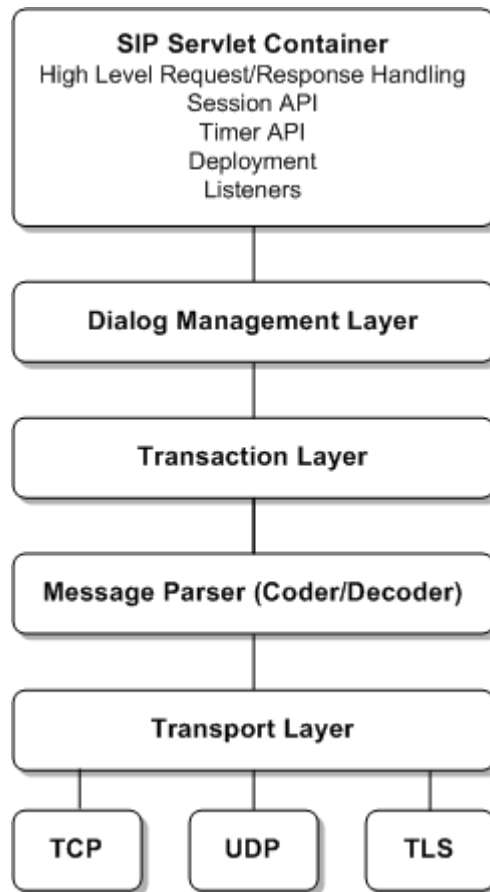 SIP Servlet Container
High Level Request/Response Handling
Session API
Timer API
Deployment
Listeners
Dialog Management Layer
Transaction Layer
Message Parser (Coder/Decoder)
Transport Layer
TCP
UDP
TLS